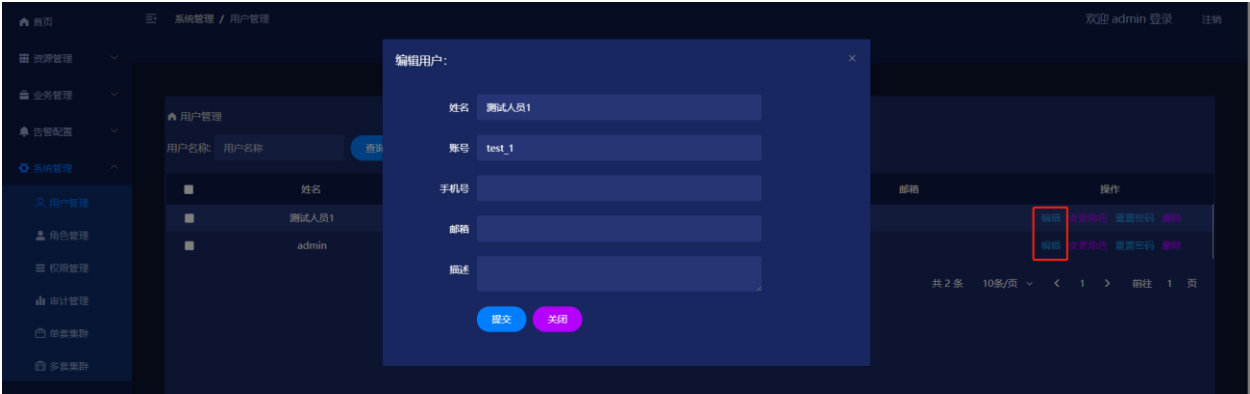 首页
系统管理 / 用户管理
欢迎 admin 登录
注销
资源管理
业务管理
告警配置
系统管理
用户管理
角色管理
权限管理
审计管理
单套集群
多套集群
用户管理
用户名称:
用户名称
姓名
邮箱
操作
测试人员1
编辑 变更角色 重置密码 删除
admin
编辑 变更角色 重置密码 删除
共 2 条 10条/页 1 前往 1 页
编辑用户:
姓名 测试人员1
账号 test_1
手机号
邮箱
描述
提交 关闭